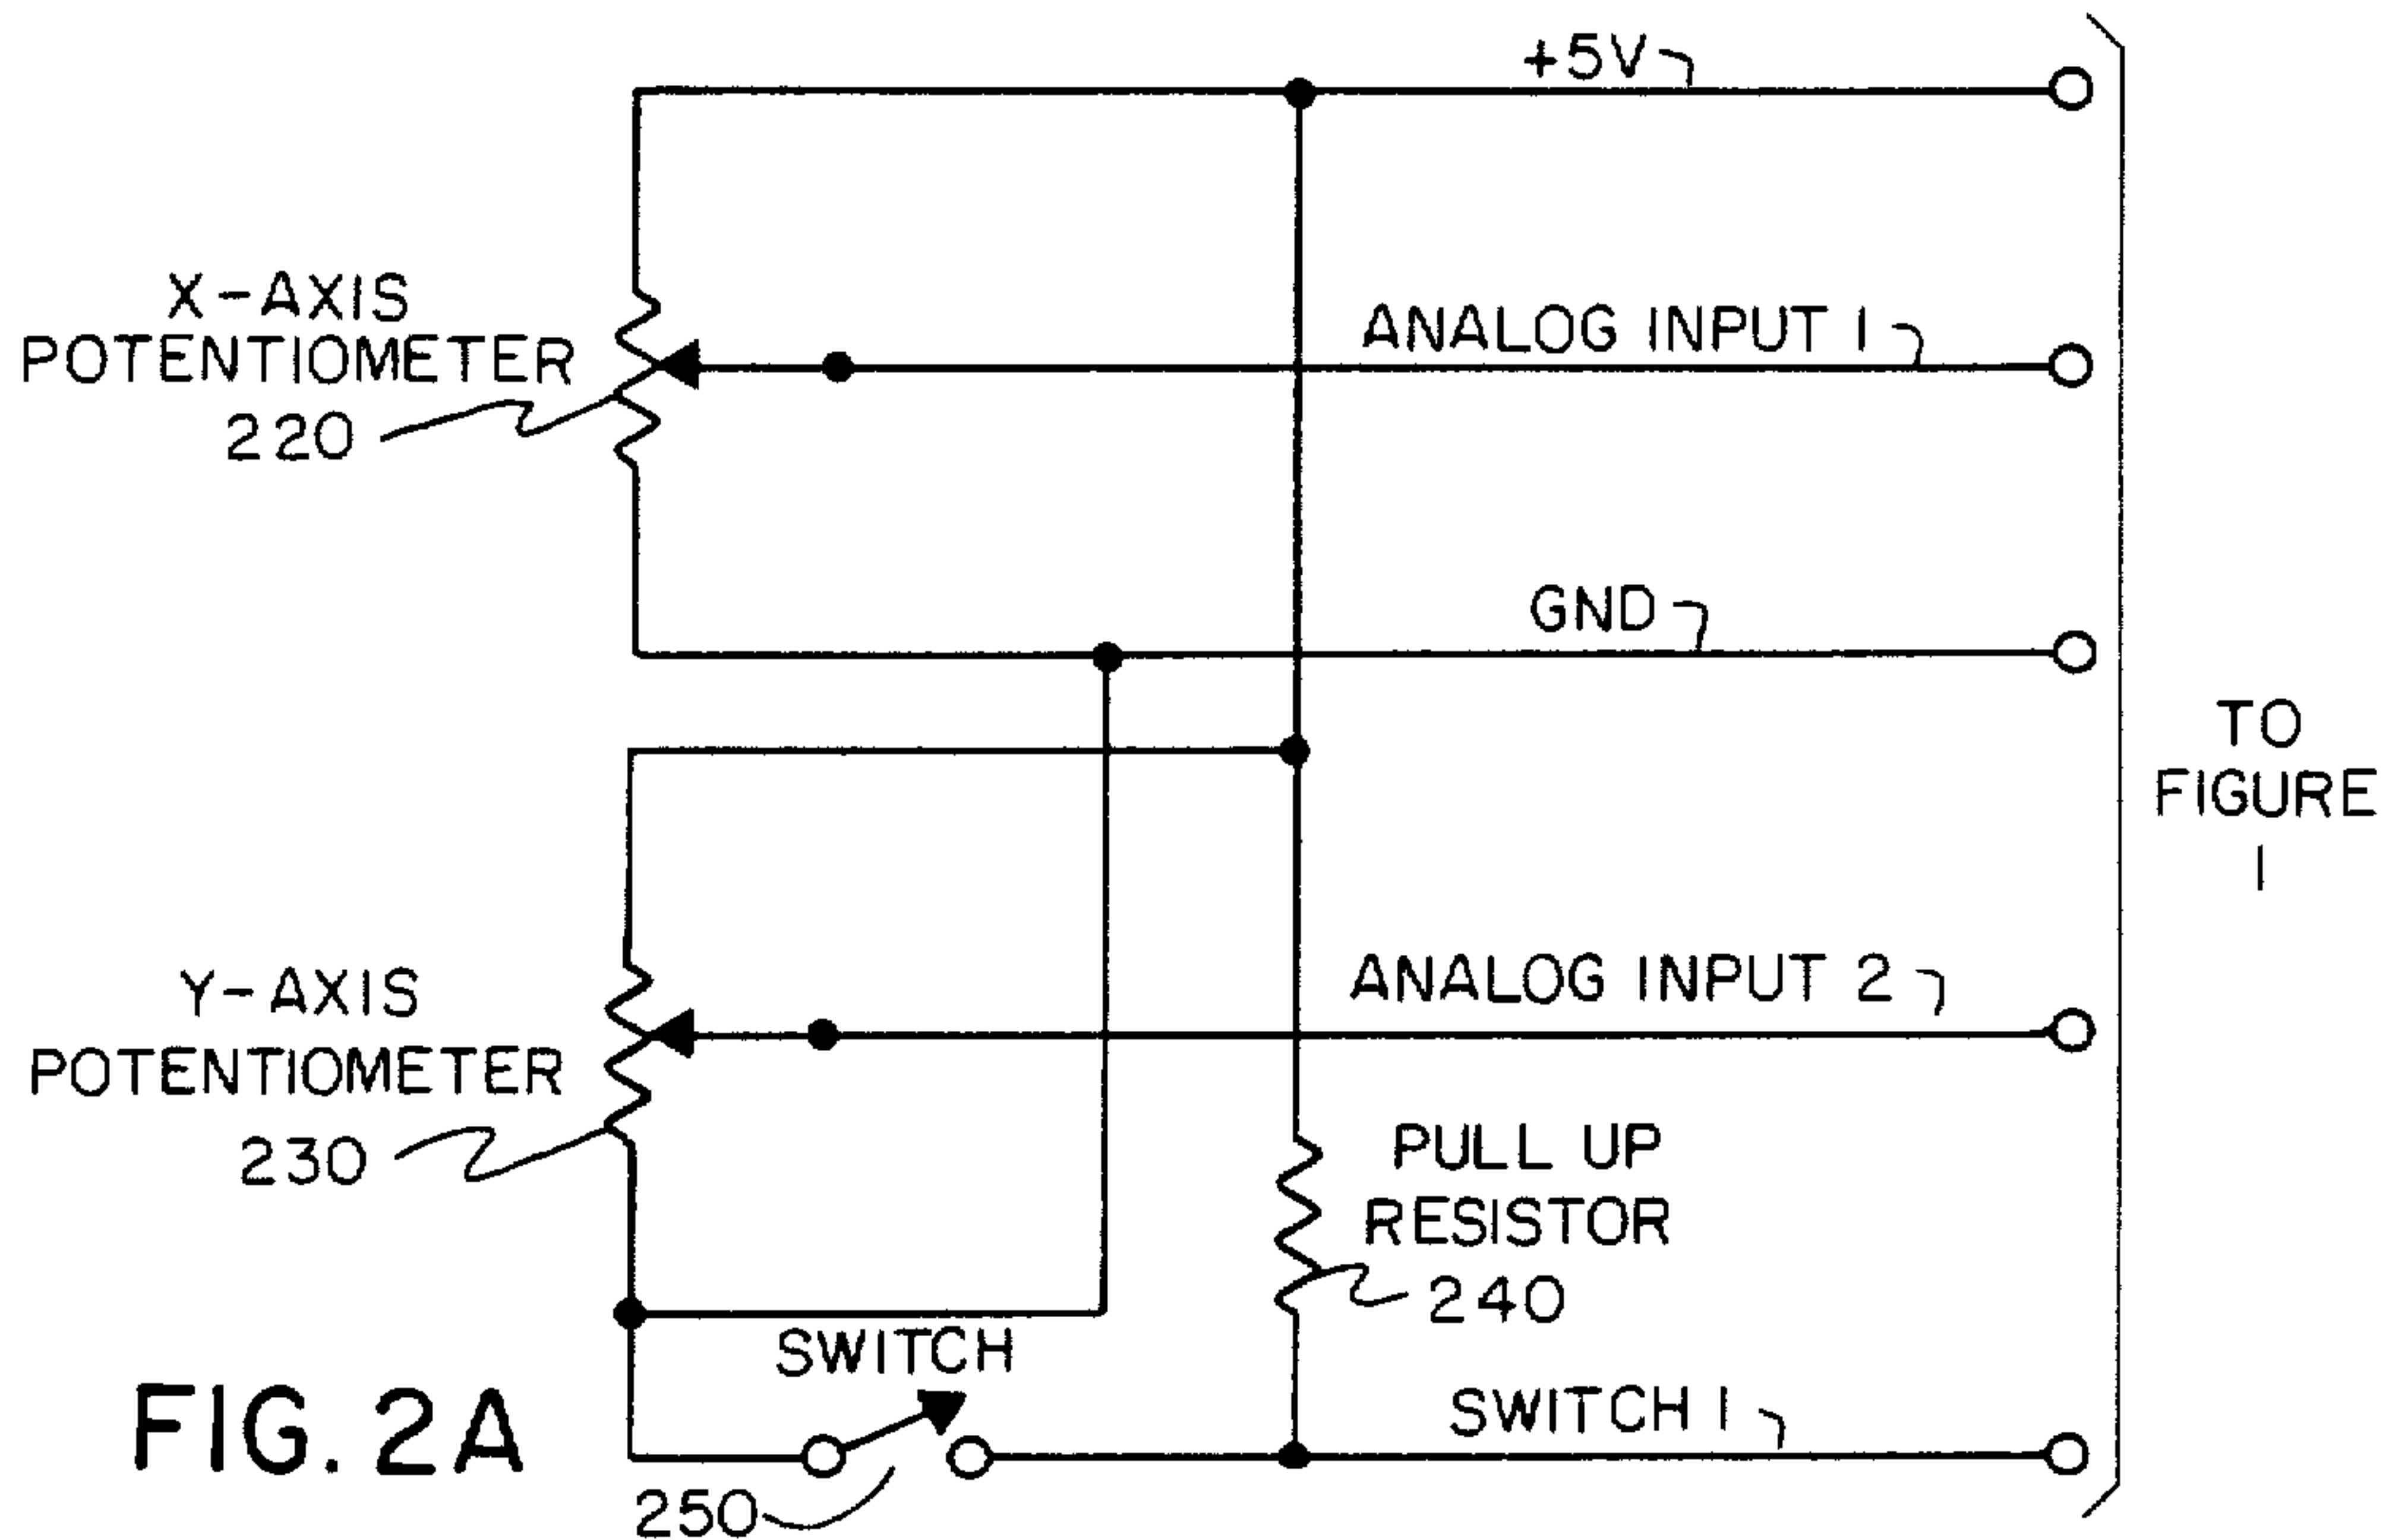 +5V
X-AXIS
POTENTIOMETER
220
ANALOG INPUT 1
GND
TO
FIGURE
1
Y-AXIS
POTENTIOMETER
230
ANALOG INPUT 2
PULL UP
RESISTOR
240
SWITCH
SWITCH 1
250
FIG. 2A